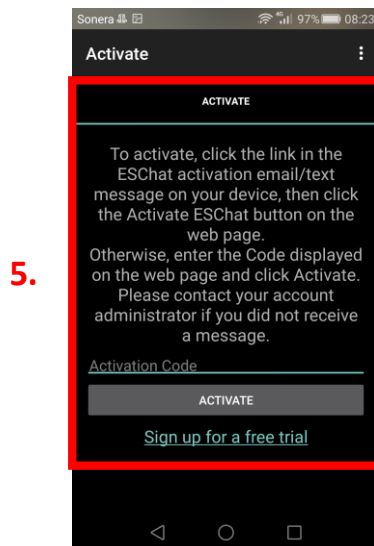 Sonera 97% 08:23
Activate
ACTIVATE
To activate, click the link in the
ESChat activation email/text
message on your device, then click
the Activate ESChat button on the
web page.
Otherwise, enter the Code displayed
on the web page and click Activate.
Please contact your account
administrator if you did not receive
a message.
5.
Activation Code
ACTIVATE
Sign up for a free trial